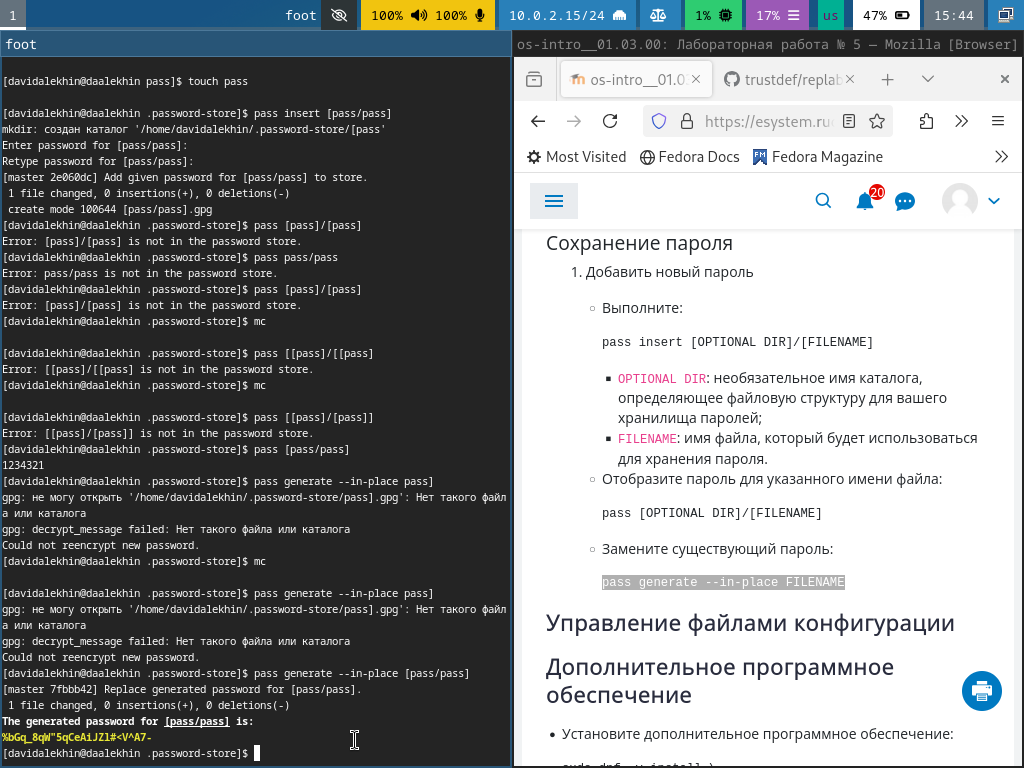 1
foot
100%
100%
10.0.2.15/24
1%
17%
us
47%
15:44
foot
[davidalekhin@daalekhin pass]$ touch pass
[davidalekhin@daalekhin .password-store]$ pass insert [pass/pass]
mkdir: создан каталог '/home/davidalekhin/.password-store/[pass'
Enter password for [pass/pass]:
Retype password for [pass/pass]:
[master 2e060dc] Add given password for [pass/pass] to store.
1 file changed, 0 insertions(+), 0 deletions(-)
create mode 100644 [pass/pass].gpg
[davidalekhin@daalekhin .password-store]$ pass [pass]/[pass]
Error: [pass]/[pass] is not in the password store.
[davidalekhin@daalekhin .password-store]$ pass pass/pass
Error: pass/pass is not in the password store.
[davidalekhin@daalekhin .password-store]$ pass [pass]/[pass]
Error: [pass]/[pass] is not in the password store.
[davidalekhin@daalekhin .password-store]$ mc
[davidalekhin@daalekhin .password-store]$ pass [[pass]/[[pass]
Error: [[pass]/[[pass] is not in the password store.
[davidalekhin@daalekhin .password-store]$ mc
[davidalekhin@daalekhin .password-store]$ pass [[pass]/[pass]]
Error: [[pass]/[pass]] is not in the password store.
[davidalekhin@daalekhin .password-store]$ pass [pass/pass]
1234321
[davidalekhin@daalekhin .password-store]$ pass generate --in-place pass]
gpg: не могу открыть '/home/davidalekhin/.password-store/pass].gpg': Нет такого файл
а или каталога
gpg: decrypt_message failed: Нет такого файла или каталога
Could not reencrypt new password.
[davidalekhin@daalekhin .password-store]$ mc
[davidalekhin@daalekhin .password-store]$ pass generate --in-place pass]
gpg: не могу открыть '/home/davidalekhin/.password-store/pass].gpg': Нет такого файл
а или каталога
gpg: decrypt_message failed: Нет такого файла или каталога
Could not reencrypt new password.
[davidalekhin@daalekhin .password-store]$ pass generate --in-place [pass/pass]
[master 7fbbb42] Replace generated password for [pass/pass].
1 file changed, 0 insertions(+), 0 deletions(-)
The generated password for [pass/pass] is:
%bGq_8qW"5qCeAiJZl#<V^A7-
[davidalekhin@daalekhin .password-store]$
os-intro__01.03.00: Лабораторная работа № 5 — Mozilla [Browser]
os-intro__01.0
trustdef/replab
https://esystem.ru
Most Visited
Fedora Docs
Fedora Magazine
20
Сохранение пароля
1. Добавить новый пароль
Выполните:
pass insert [OPTIONAL DIR]/[FILENAME]
OPTIONAL DIR: необязательное имя каталога,
определяющее файловую структуру для вашего
хранилища паролей;
FILENAME: имя файла, который будет использоваться
для хранения пароля.
Отобразите пароль для указанного имени файла:
pass [OPTIONAL DIR]/[FILENAME]
Замените существующий пароль:
pass generate --in-place FILENAME
Управление файлами конфигурации
Дополнительное программное
обеспечение
Установите дополнительное программное обеспечение: